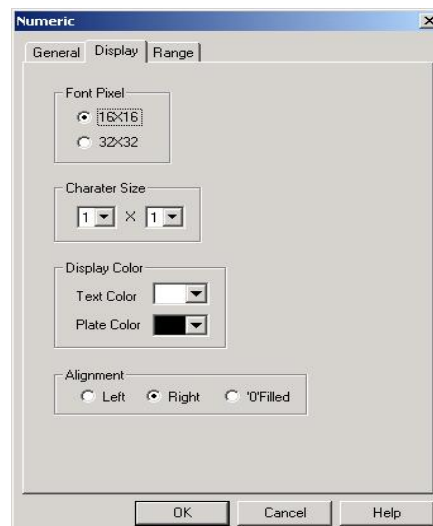 Numeric
General Display Range
Font Pixel
16X16
32X32
Charater Size
1 X 1
Display Color
Text Color
Plate Color
Alignment
Left Right '0'Filled
OK Cancel Help